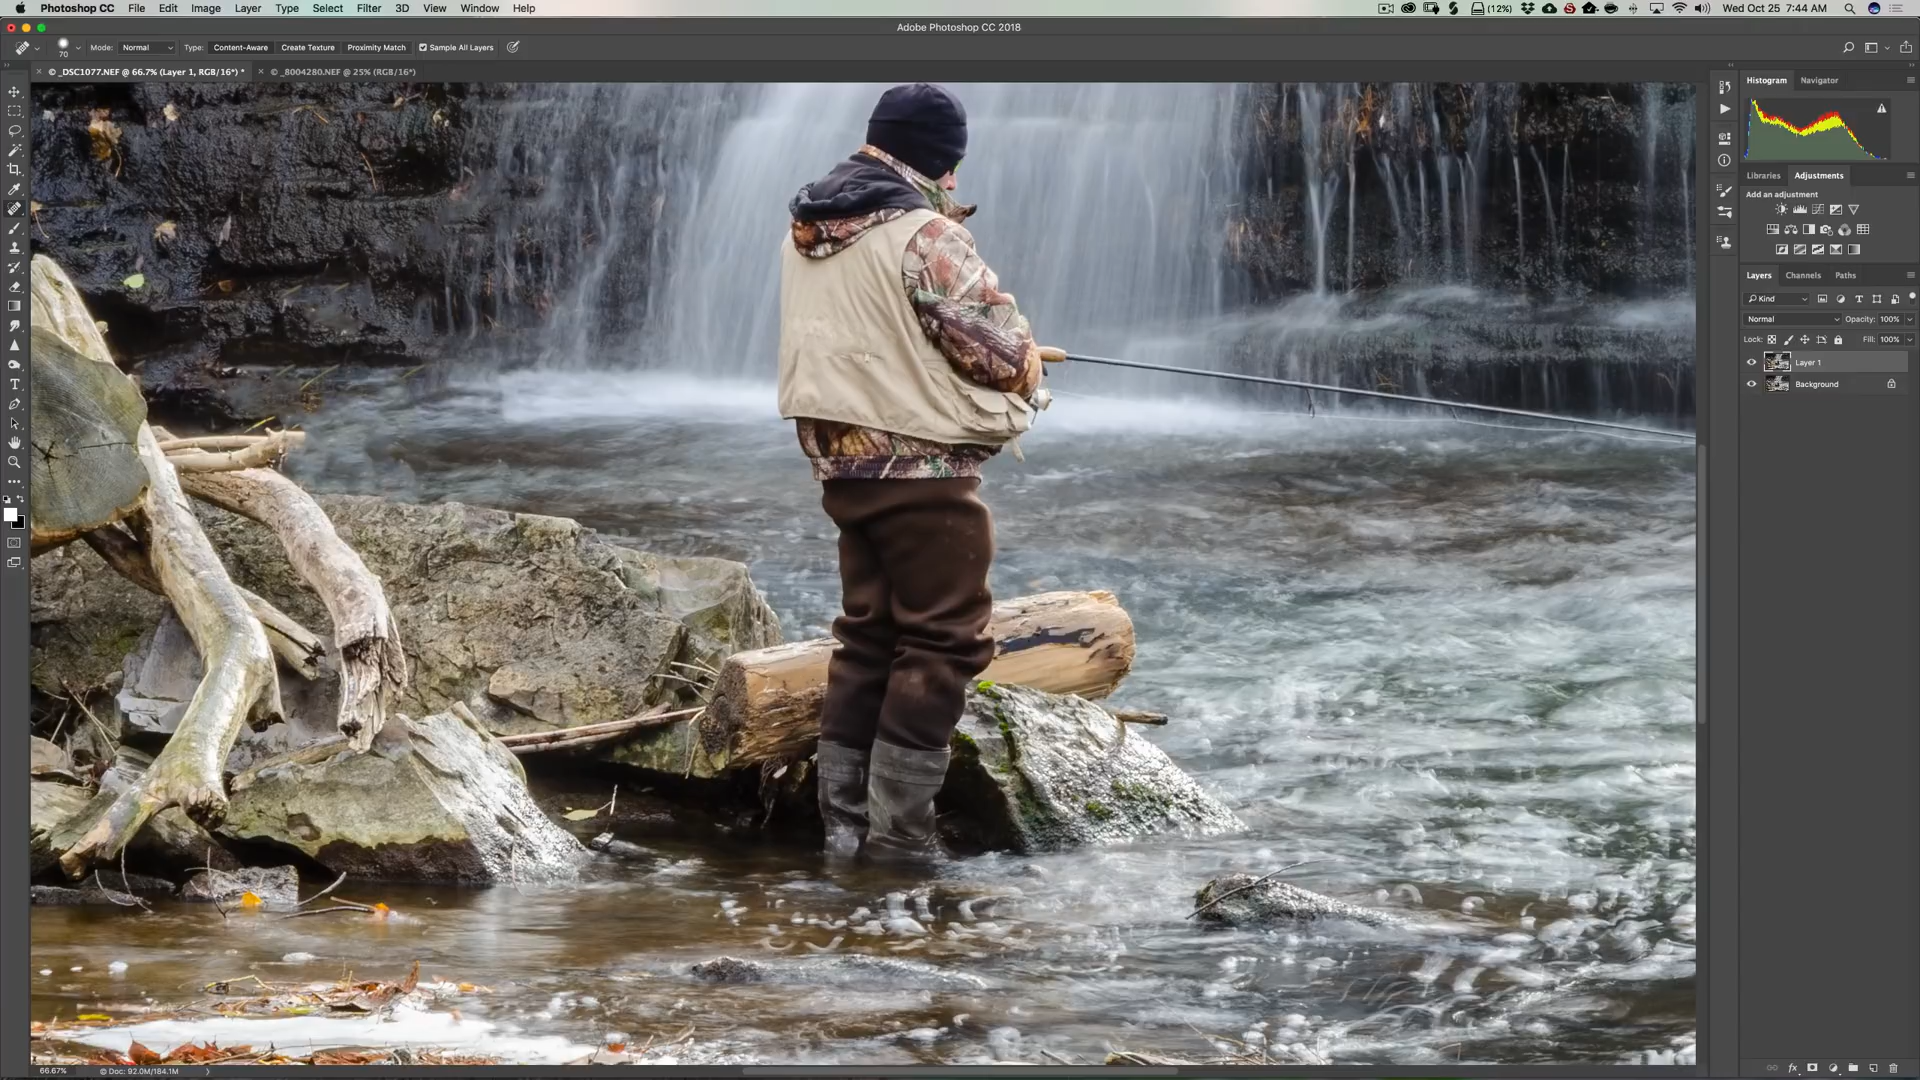 Photoshop CC File Edit Image Layer Type Select Filter 3D View Window Help (12%) Wed Oct 25 7:44 AM
Adobe Photoshop CC 2018
70 Mode: Normal Type: Content-Aware Create Texture Proximity Match Sample All Layers
© _DSC1077.NEF @ 66.7% (Layer 1, RGB/16*) * © _8004280.NEF @ 25% (RGB/16*)
Histogram Navigator
Libraries Adjustments
Add an adjustment
Layers Channels Paths
Kind
Normal Opacity: 100%
Lock: Fill: 100%
Layer 1
Background
66.67% Doc: 92.0M/184.1M